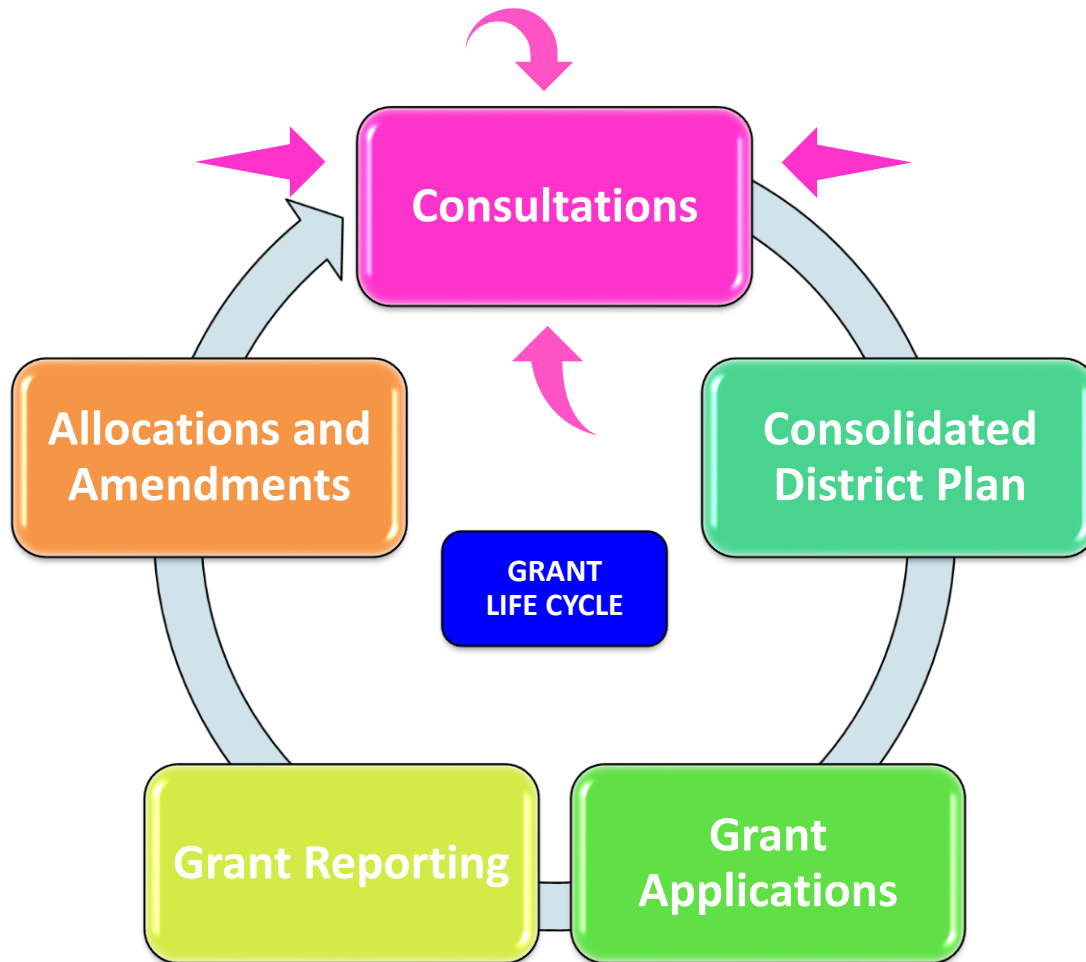 Consultations
Consolidated
District Plan
Grant
Applications
Grant Reporting
Allocations and
Amendments
GRANT
LIFE CYCLE